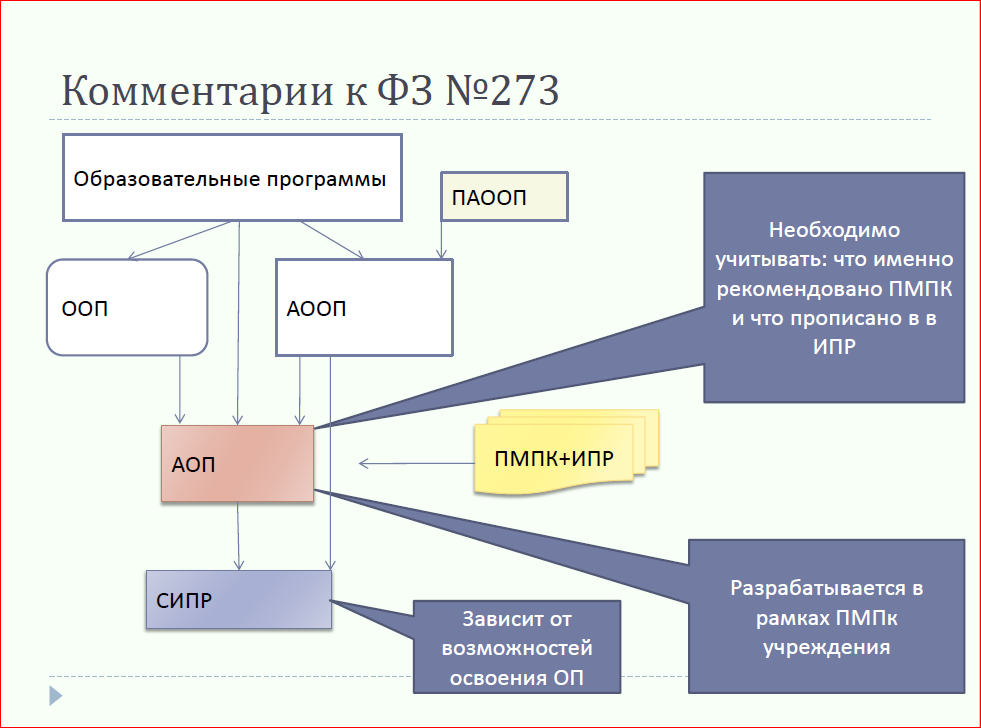 Комментарии к ФЗ №273
Образовательные программы
ПАООП
Необходимо
учитывать: что именно
рекомендовано ПМПК
и что прописано в в
ИПР
ООП
АООП
АОП
ПМПК+ИПР
СИПР
Зависит от
возможностей
освоения ОП
Разрабатывается в
рамках ПМПк
учреждения